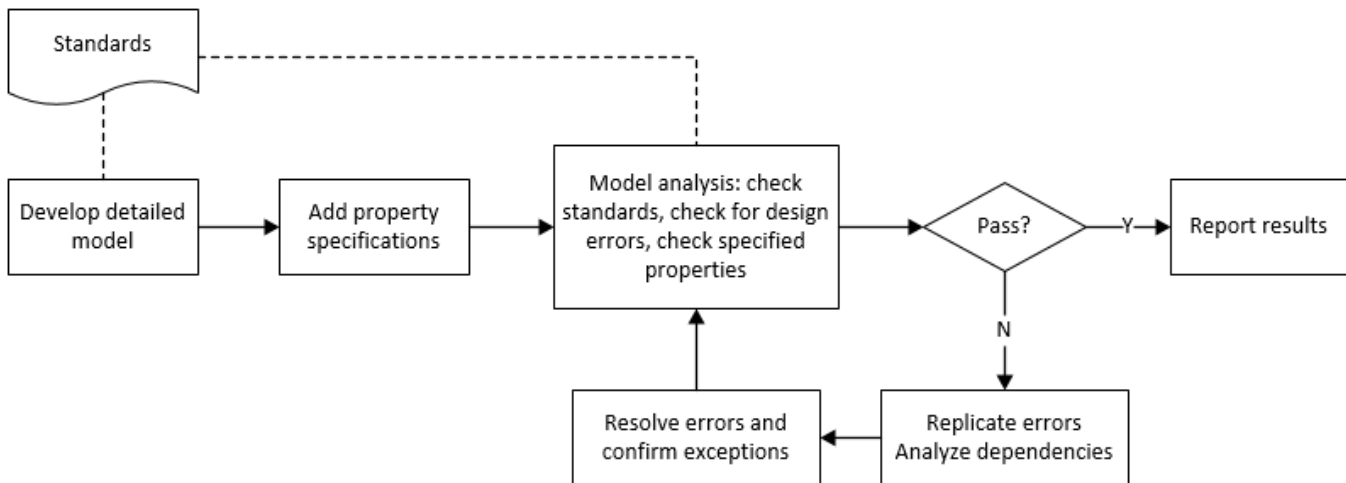 Standards
Develop detailed
model
Add property
specifications
Model analysis: check
standards, check for design
errors, check specified
properties
Pass?
Y
Report results
N
Resolve errors and
confirm exceptions
Replicate errors
Analyze dependencies